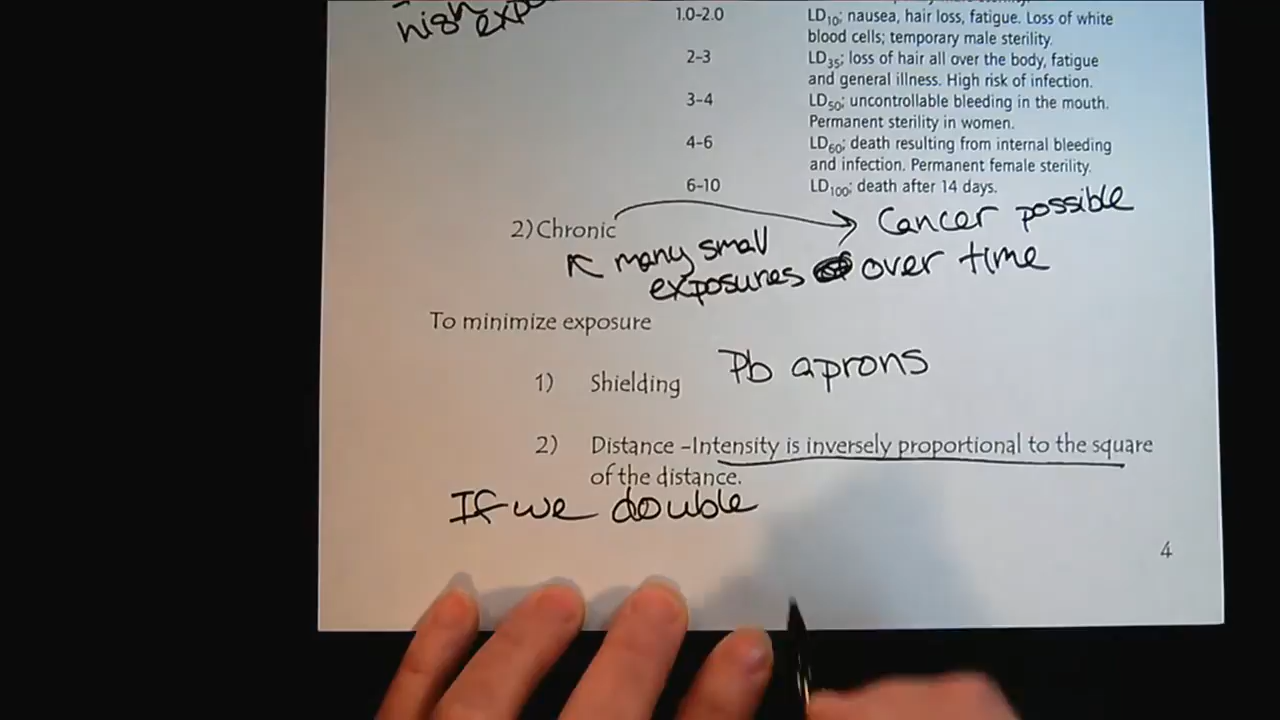 high expo
1.0–2.0 LD10; nausea, hair loss, fatigue. Loss of white
blood cells; temporary male sterility.
2–3 LD35; loss of hair all over the body, fatigue
and general illness. High risk of infection.
3–4 LD50; uncontrollable bleeding in the mouth.
Permanent sterility in women.
4–6 LD60; death resulting from internal bleeding
and infection. Permanent female sterility.
6–10 LD100; death after 14 days.
2) Chronic Cancer possible
many small
exposures over time
To minimize exposure
1) Shielding Pb aprons
2) Distance –Intensity is inversely proportional to the square
of the distance.
If we double
4